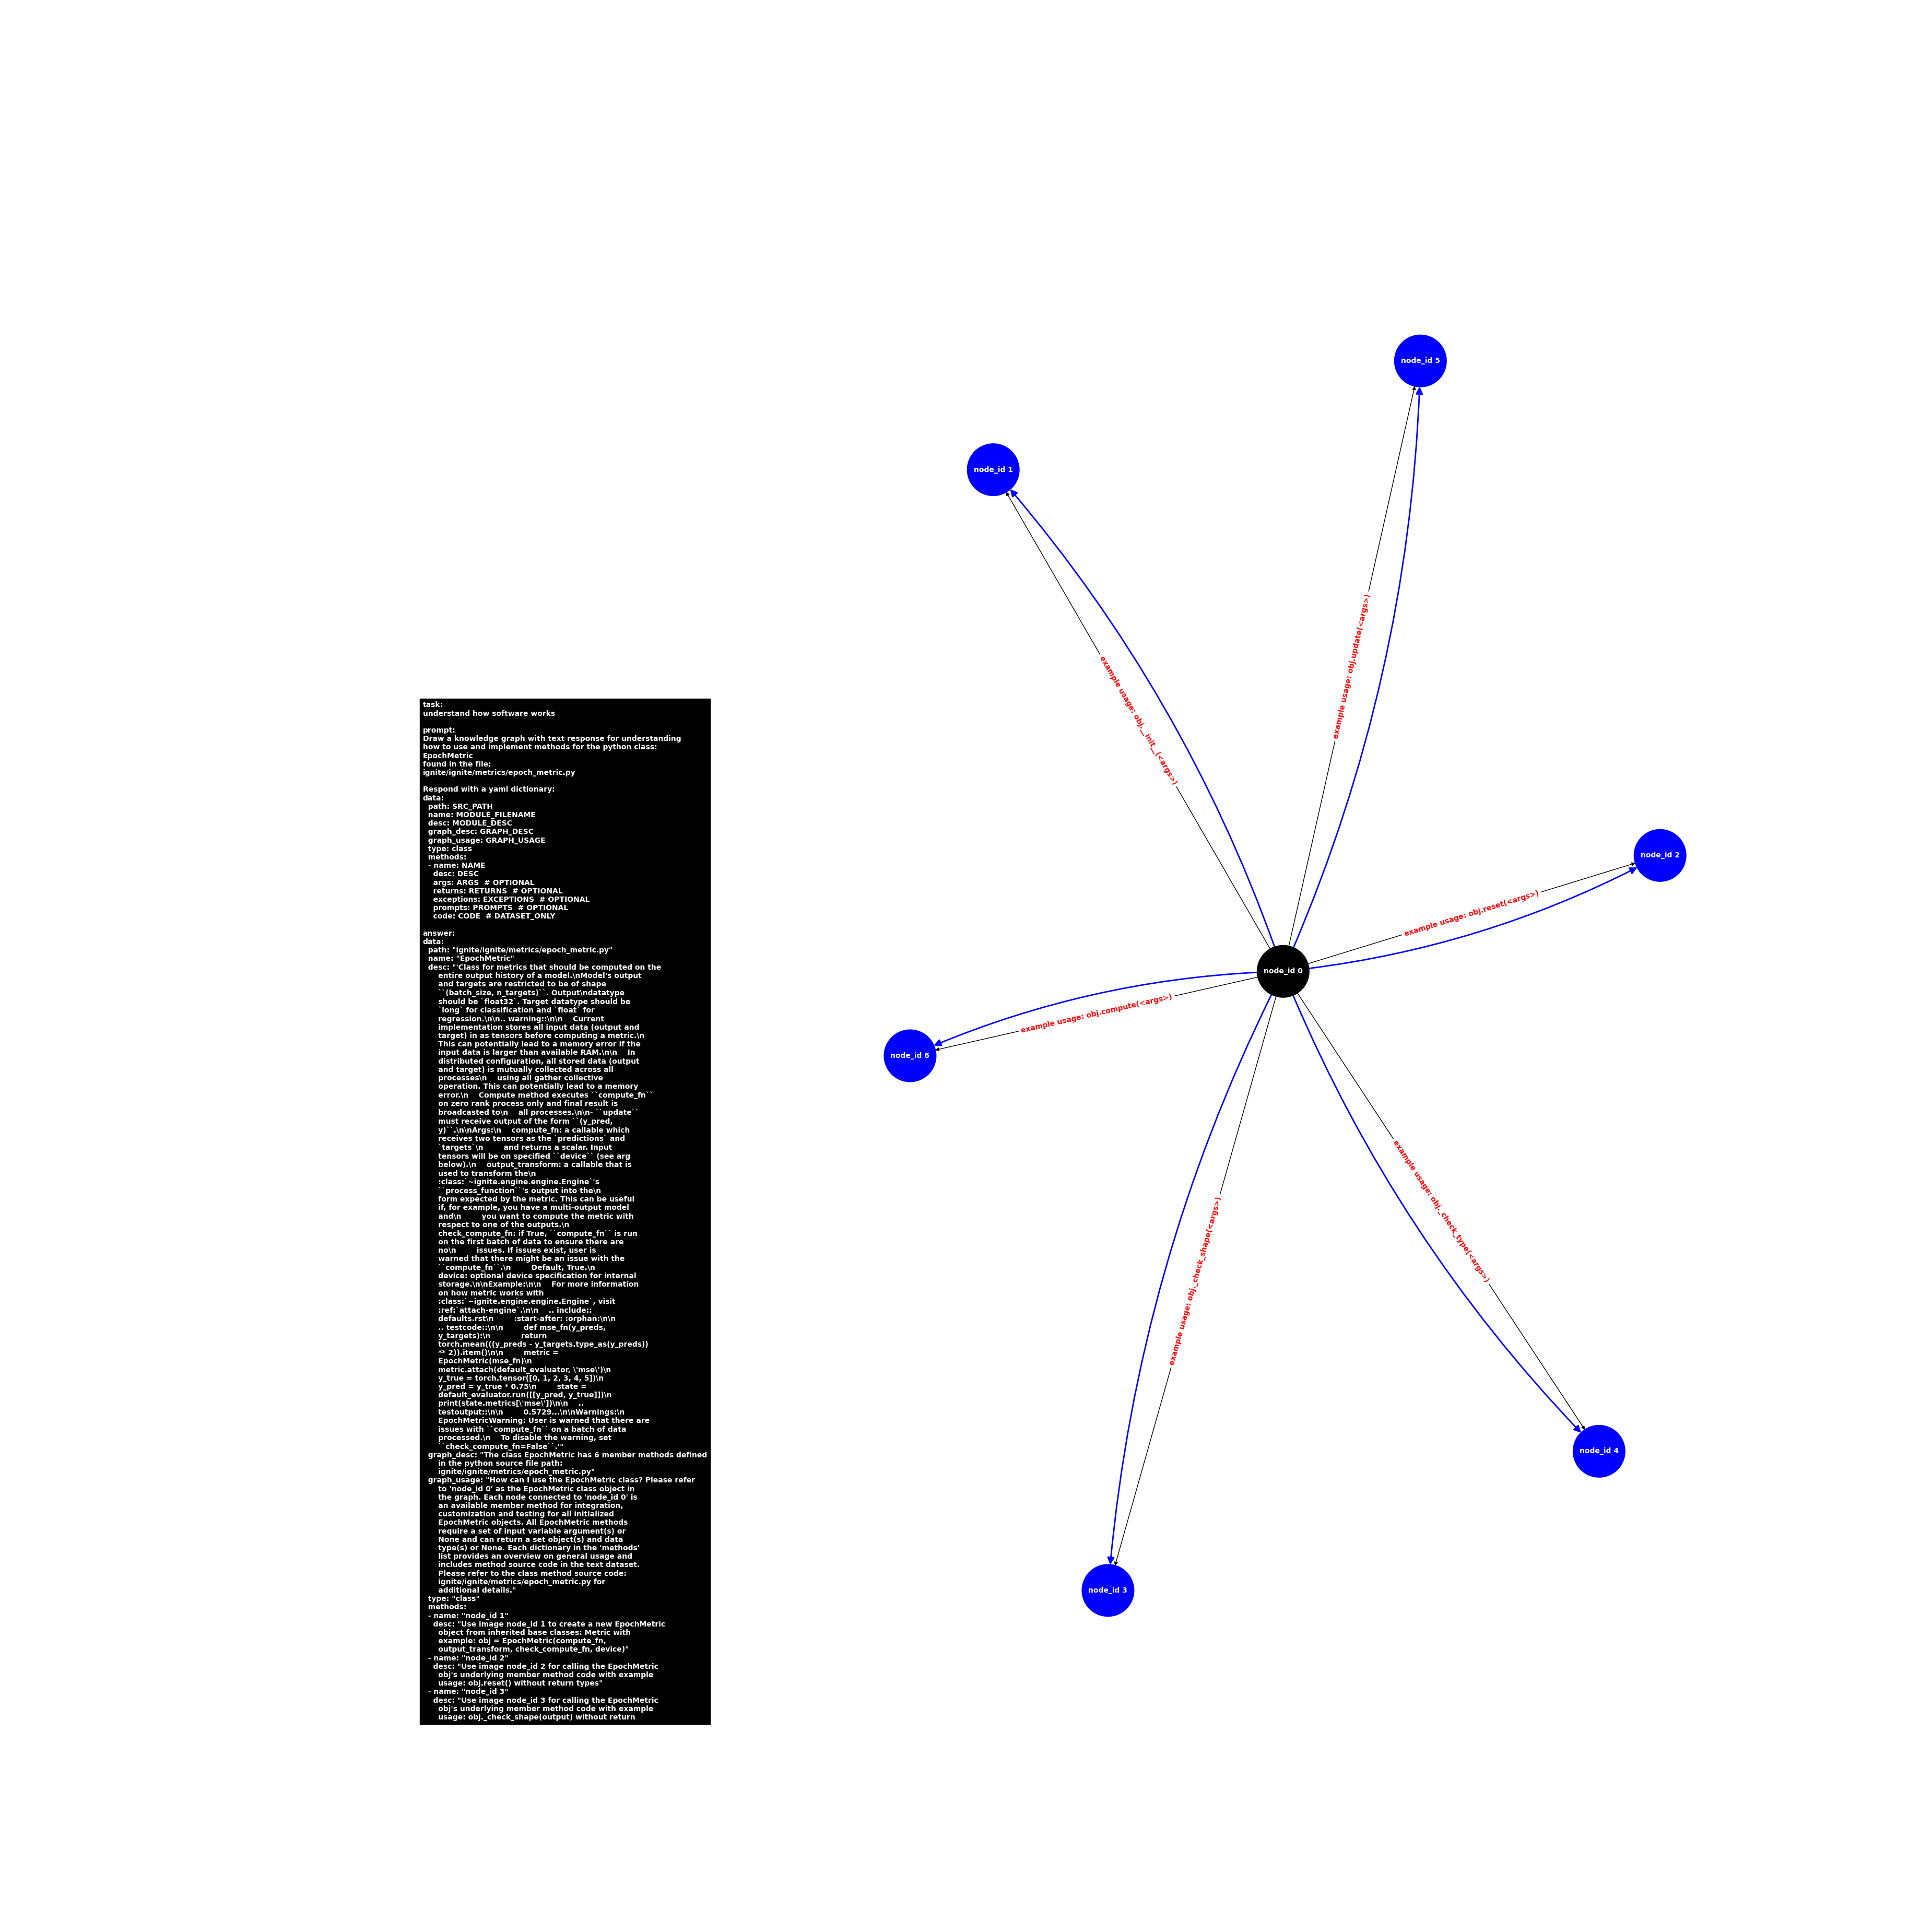 task:
understand how software works

prompt:
Draw a knowledge graph with text response for understanding
how to use and implement methods for the python class:
EpochMetric
found in the file:
ignite/ignite/metrics/epoch_metric.py

Respond with a yaml dictionary:
data:
  path: SRC_PATH
  name: MODULE_FILENAME
  desc: MODULE_DESC
  graph_desc: GRAPH_DESC
  graph_usage: GRAPH_USAGE
  type: class
  methods:
  - name: NAME
    desc: DESC
    args: ARGS  # OPTIONAL
    returns: RETURNS  # OPTIONAL
    exceptions: EXCEPTIONS  # OPTIONAL
    prompts: PROMPTS  # OPTIONAL
    code: CODE  # DATASET_ONLY

answer:
data:
  path: "ignite/ignite/metrics/epoch_metric.py"
  name: "EpochMetric"
  desc: "'Class for metrics that should be computed on the
      entire output history of a model.\nModel's output
      and targets are restricted to be of shape
      ``(batch_size, n_targets)``. Output\ndatatype
      should be `float32`. Target datatype should be
      `long` for classification and `float` for
      regression.\n\n.. warning::\n\n    Current
      implementation stores all input data (output and
      target) in as tensors before computing a metric.\n
      This can potentially lead to a memory error if the
      input data is larger than available RAM.\n\n    In
      distributed configuration, all stored data (output
      and target) is mutually collected across all
      processes\n    using all gather collective
      operation. This can potentially lead to a memory
      error.\n    Compute method executes ``compute_fn``
      on zero rank process only and final result is
      broadcasted to\n    all processes.\n\n- ``update``
      must receive output of the form ``(y_pred,
      y)``.\n\nArgs:\n    compute_fn: a callable which
      receives two tensors as the `predictions` and
      `targets`\n        and returns a scalar. Input
      tensors will be on specified ``device`` (see arg
      below).\n    output_transform: a callable that is
      used to transform the\n
      :class:`~ignite.engine.engine.Engine`'s
      ``process_function``'s output into the\n
      form expected by the metric. This can be useful
      if, for example, you have a multi-output model
      and\n        you want to compute the metric with
      respect to one of the outputs.\n
      check_compute_fn: if True, ``compute_fn`` is run
      on the first batch of data to ensure there are
      no\n        issues. If issues exist, user is
      warned that there might be an issue with the
      ``compute_fn``.\n        Default, True.\n
      device: optional device specification for internal
      storage.\n\nExample:\n\n    For more information
      on how metric works with
      :class:`~ignite.engine.engine.Engine`, visit
      :ref:`attach-engine`.\n\n    .. include::
      defaults.rst\n        :start-after: :orphan:\n\n
      .. testcode::\n\n        def mse_fn(y_preds,
      y_targets):\n            return
      torch.mean(((y_preds - y_targets.type_as(y_preds))
      ** 2)).item()\n\n        metric =
      EpochMetric(mse_fn)\n
      metric.attach(default_evaluator, \'mse\')\n
      y_true = torch.tensor([0, 1, 2, 3, 4, 5])\n
      y_pred = y_true * 0.75\n        state =
      default_evaluator.run([[y_pred, y_true]])\n
      print(state.metrics[\'mse\'])\n\n    ..
      testoutput::\n\n        0.5729...\n\nWarnings:\n
      EpochMetricWarning: User is warned that there are
      issues with ``compute_fn`` on a batch of data
      processed.\n    To disable the warning, set
      ``check_compute_fn=False``.'"
  graph_desc: "The class EpochMetric has 6 member methods defined
      in the python source file path:
      ignite/ignite/metrics/epoch_metric.py"
  graph_usage: "How can I use the EpochMetric class? Please refer
      to 'node_id 0' as the EpochMetric class object in
      the graph. Each node connected to 'node_id 0' is
      an available member method for integration,
      customization and testing for all initialized
      EpochMetric objects. All EpochMetric methods
      require a set of input variable argument(s) or
      None and can return a set object(s) and data
      type(s) or None. Each dictionary in the 'methods'
      list provides an overview on general usage and
      includes method source code in the text dataset.
      Please refer to the class method source code:
      ignite/ignite/metrics/epoch_metric.py for
      additional details."
  type: "class"
  methods:
  - name: "node_id 1"
    desc: "Use image node_id 1 to create a new EpochMetric
      object from inherited base classes: Metric with
      example: obj = EpochMetric(compute_fn,
      output_transform, check_compute_fn, device)"
  - name: "node_id 2"
    desc: "Use image node_id 2 for calling the EpochMetric
      obj's underlying member method code with example
      usage: obj.reset() without return types"
  - name: "node_id 3"
    desc: "Use image node_id 3 for calling the EpochMetric
      obj's underlying member method code with example
      usage: obj._check_shape(output) without return
node_id 5
node_id 1
example usage: obj.update(<args>)
example usage: obj.__init__(<args>)
node_id 2
example usage: obj.reset(<args>)
node_id 0
example usage: obj.compute(<args>)
node_id 6
example usage: obj._check_type(<args>)
example usage: obj._check_shape(<args>)
node_id 4
node_id 3